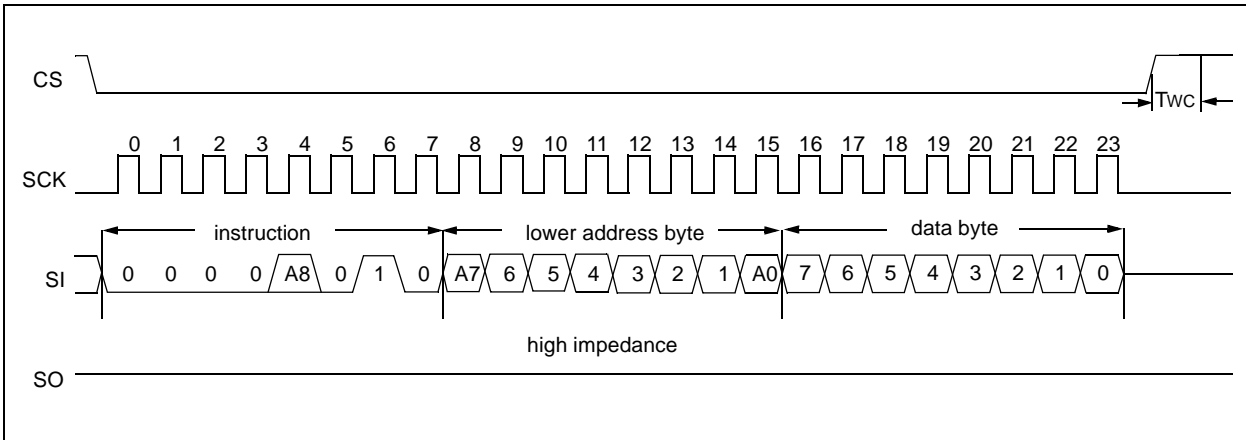 CS
TWC
0 1 2 3 4 5 6 7 8 9 10 11 12 13 14 15 16 17 18 19 20 21 22 23
SCK
instruction lower address byte data byte
SI 0 0 0 0 A8 0 1 0 A7 6 5 4 3 2 1 A0 7 6 5 4 3 2 1 0
high impedance
SO